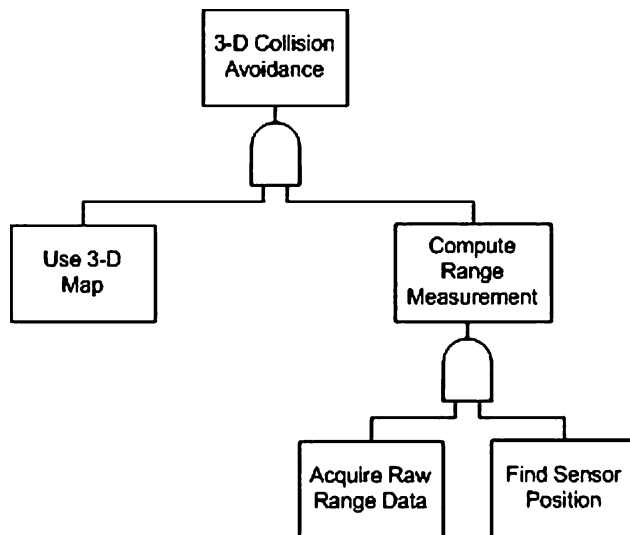 3-D Collision
Avoidance
Use 3-D
Map
Compute
Range
Measurement
Acquire Raw
Range Data
Find Sensor
Position